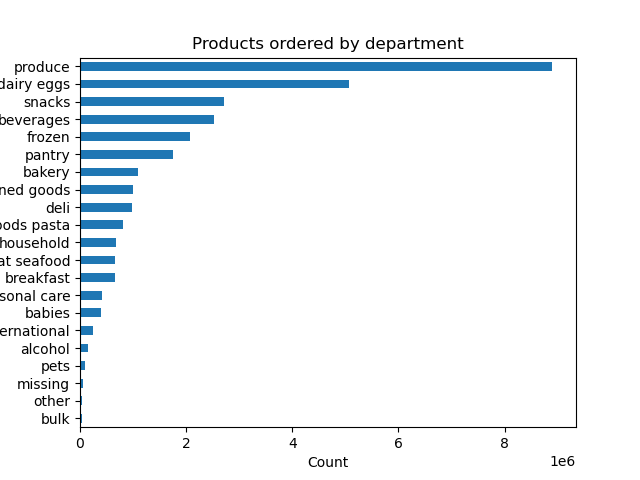 Products ordered by department
produce
dairy eggs
snacks
beverages
frozen
pantry
bakery
ned goods
deli
oods pasta
household
at seafood
breakfast
sonal care
babies
ernational
alcohol
pets
missing
other
bulk
0 2 4 6 8
1e6
Count